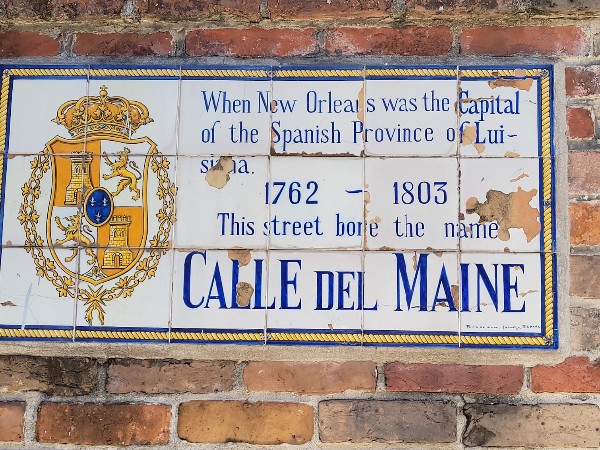 When New Orleans was the Capital
of the Spanish Province of Lui-
siana.
1762 - 1803
This street bore the name
CALLE DEL MAINE